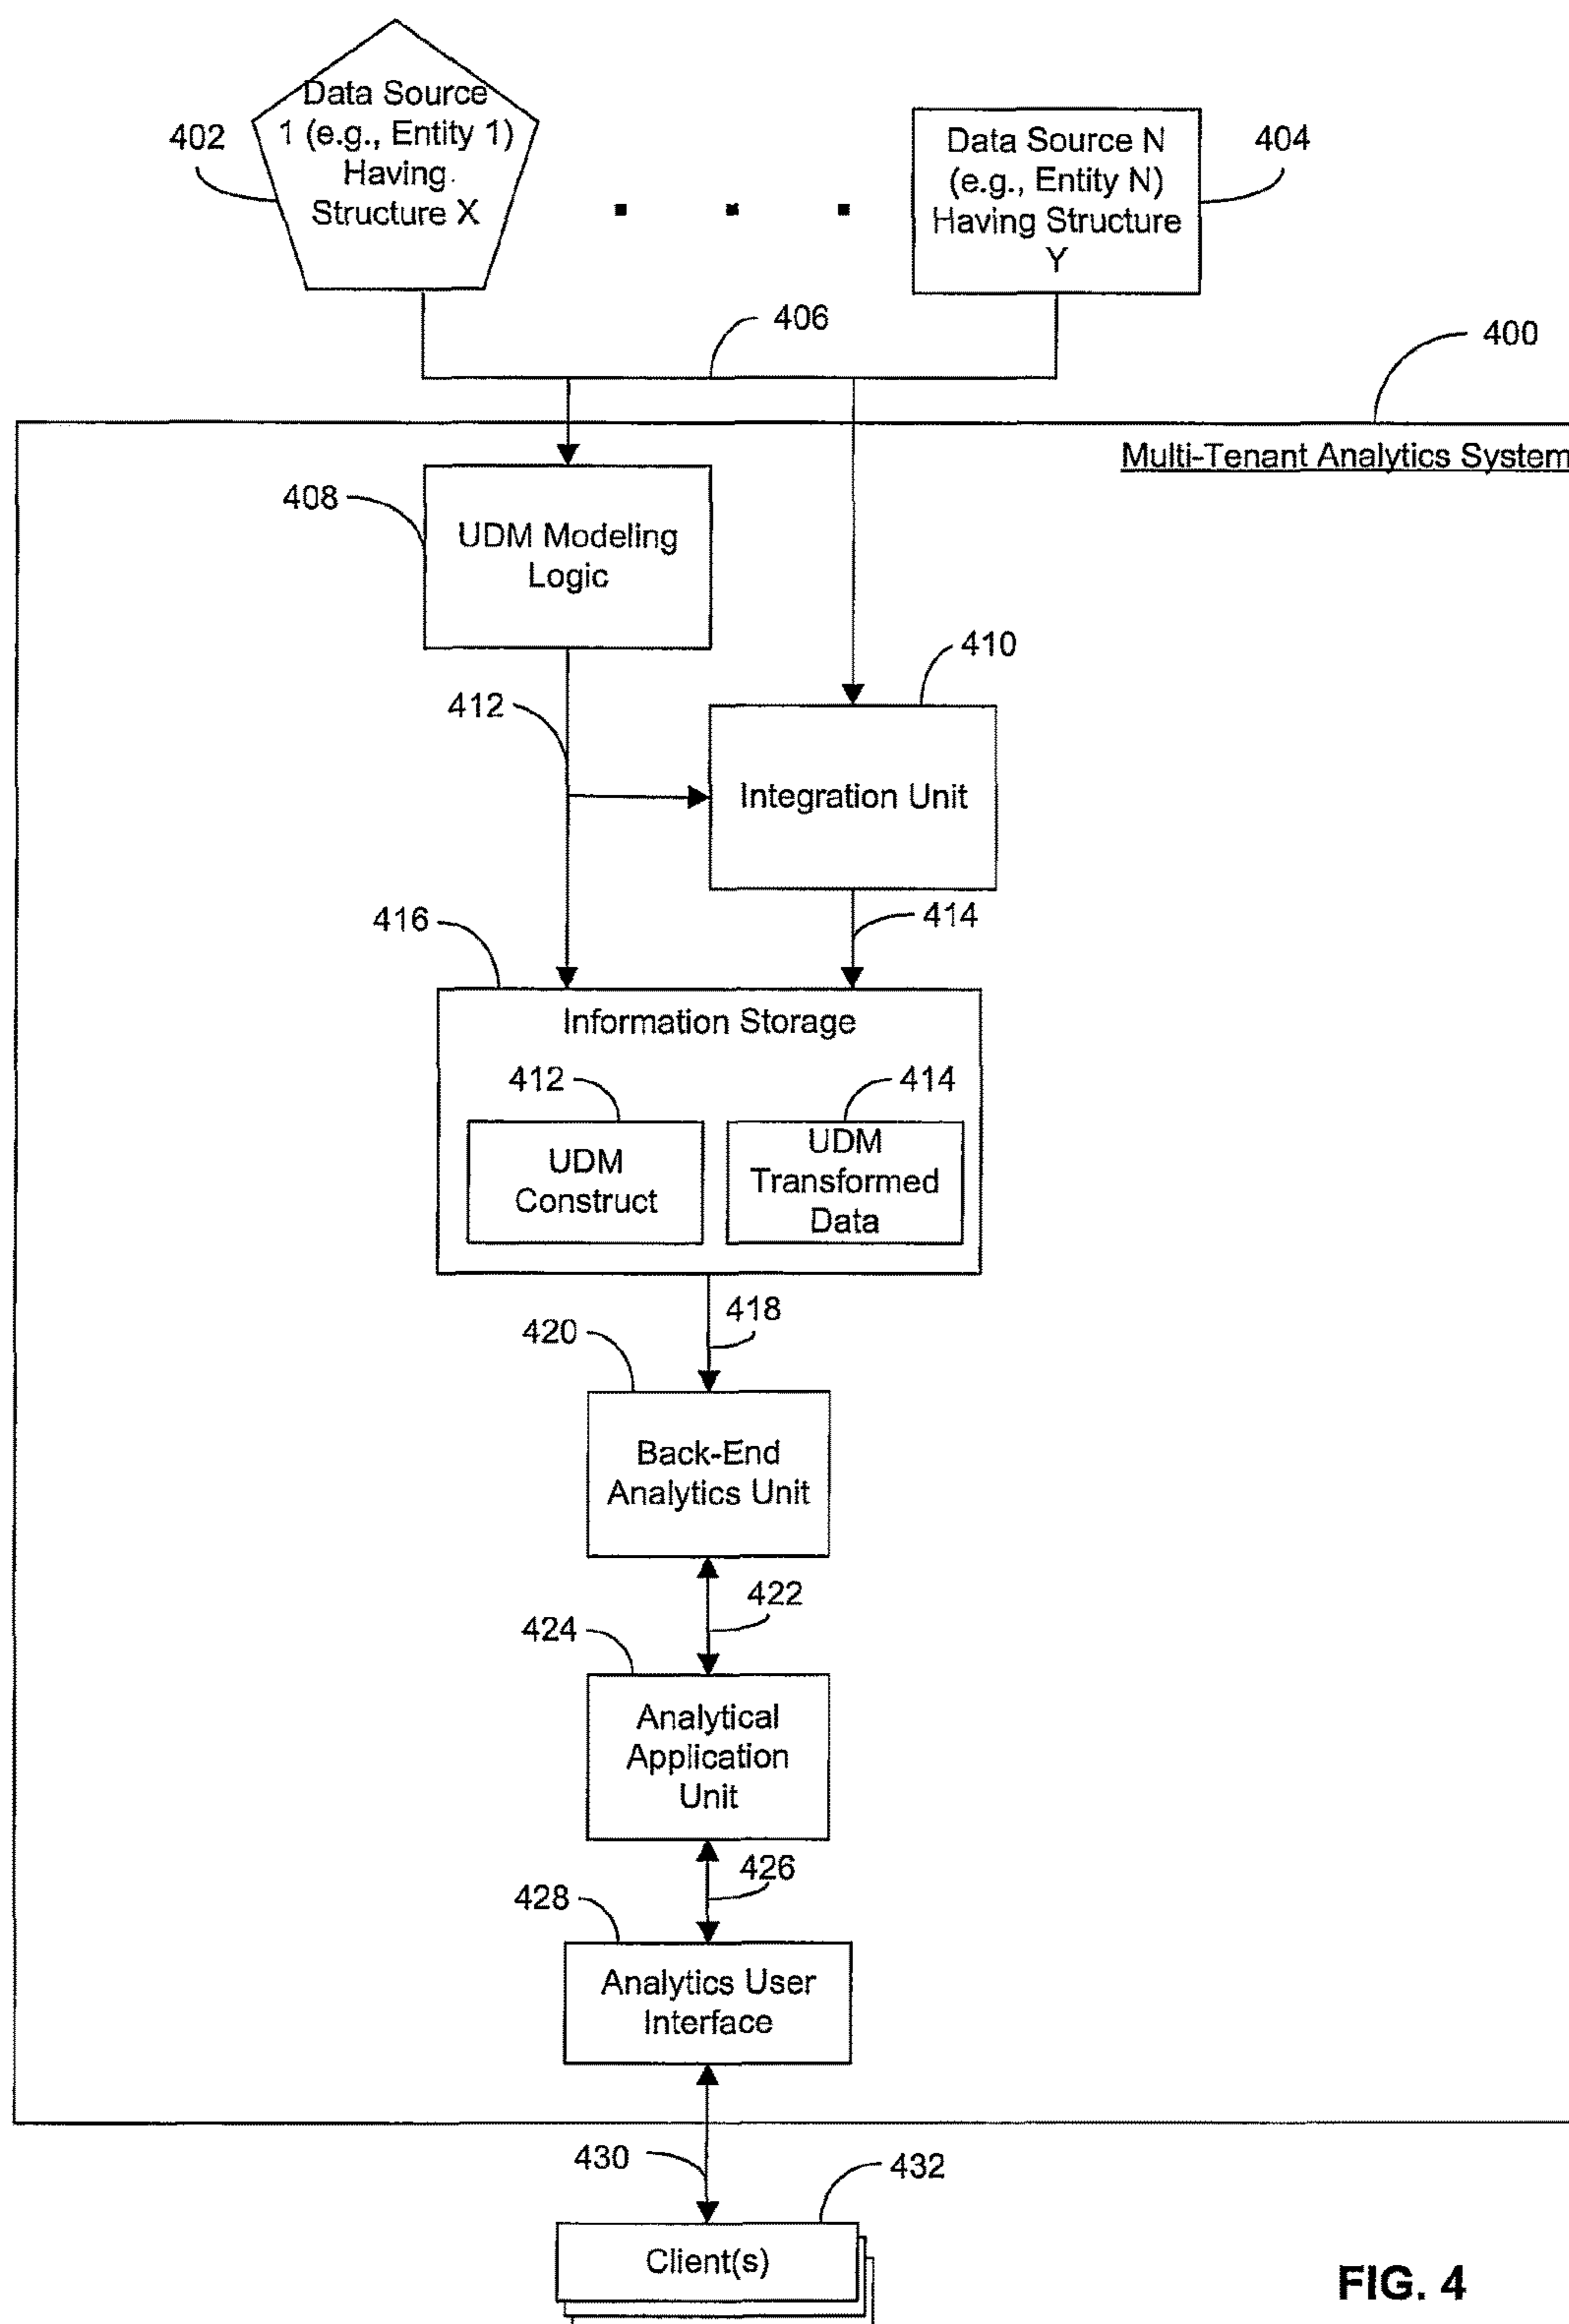 Data Source
1 (e.g., Entity 1)
Having
Structure X
402
Data Source N
(e.g., Entity N)
Having Structure
Y
404
406
400
Multi-Tenant Analytics System
408
UDM Modeling
Logic
410
412
Integration Unit
416
414
Information Storage
412
414
UDM
Construct
UDM
Transformed
Data
418
420
Back-End
Analytics Unit
422
424
Analytical
Application
Unit
426
428
Analytics User
Interface
430
432
Client(s)
FIG. 4